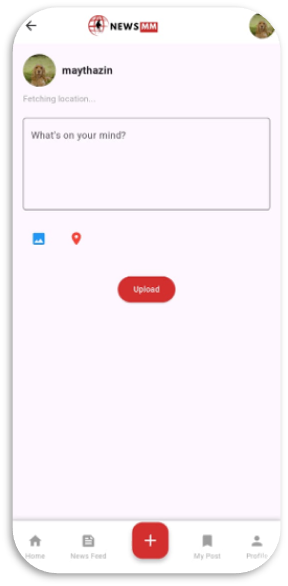 NEWS MM
maythazin
Fetching location...
What's on your mind?
Upload
Home
News Feed
My Post
Profile